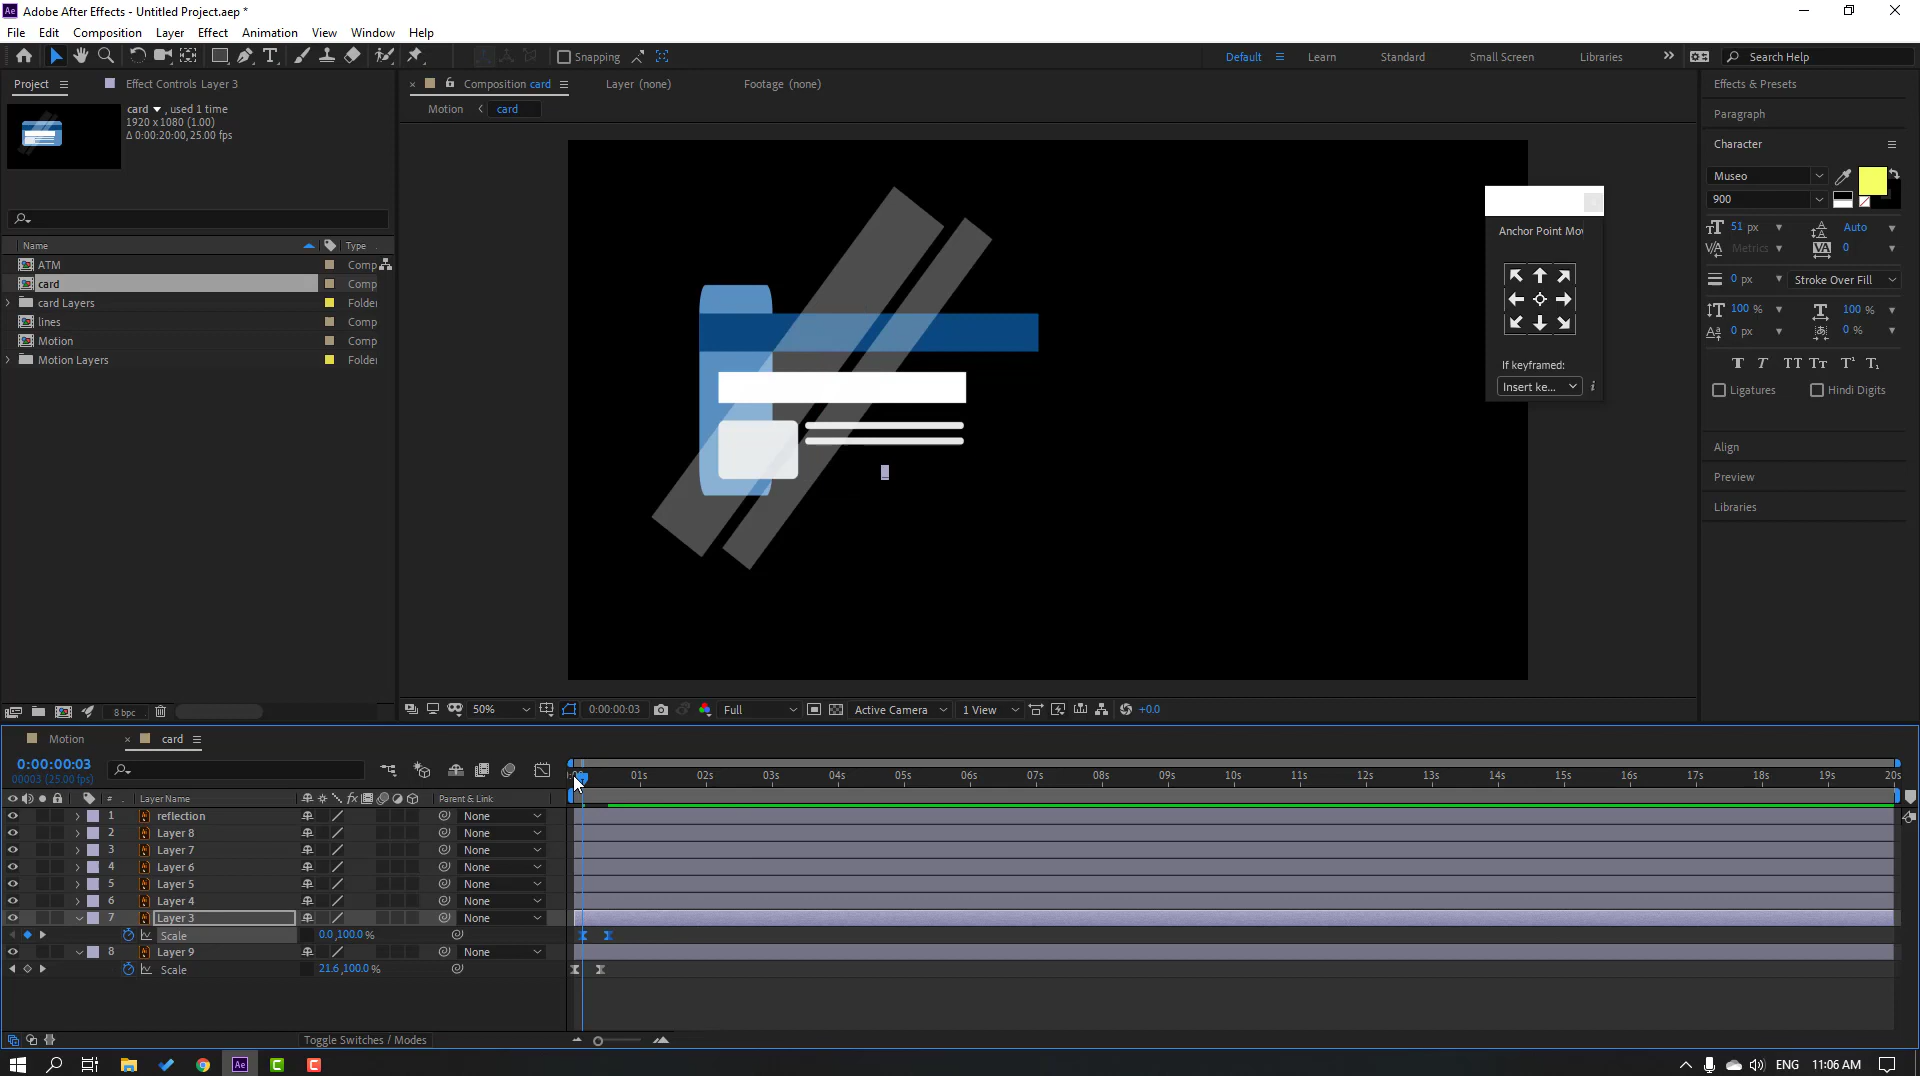 Adobe After Effects - Untitled Project.aep *
File Edit Composition Layer Effect Animation View Window Help
Snapping
Default Learn Standard Small Screen Libraries
Search Help
Project
Effect Controls Layer 3
Composition card
Layer (none)
Footage (none)
Motion card
card , used 1 time
1920 x 1080 (1.00)
Δ 0:00:20:00, 25.00 fps
Name Type
ATM Comp
card Comp
card Layers Folder
lines Comp
Motion Comp
Motion Layers Folder
8 bpc
Anchor Point Mov
If keyframed:
Insert ke...
i
Effects & Presets
Paragraph
Character
Museo
900
51 px Auto
Metrics 0
0 px Stroke Over Fill
100 % 100 %
0 px 0 %
Ligatures Hindi Digits
Align
Preview
Libraries
50% 0:00:00:03 Full Active Camera 1 View +0.0
Motion card
0:00:00:03
00003 (25.00 fps)
01s 02s 03s 04s 05s 06s 07s 08s 09s 10s 11s 12s 13s 14s 15s 16s 17s 18s 19s 20s
# Layer Name fx Parent & Link
1 reflection None
2 Layer 8 None
3 Layer 7 None
4 Layer 6 None
5 Layer 5 None
6 Layer 4 None
7 Layer 3 None
Scale 0.0,100.0 %
8 Layer 9 None
Scale 21.6,100.0 %
Toggle Switches / Modes
ENG 11:06 AM